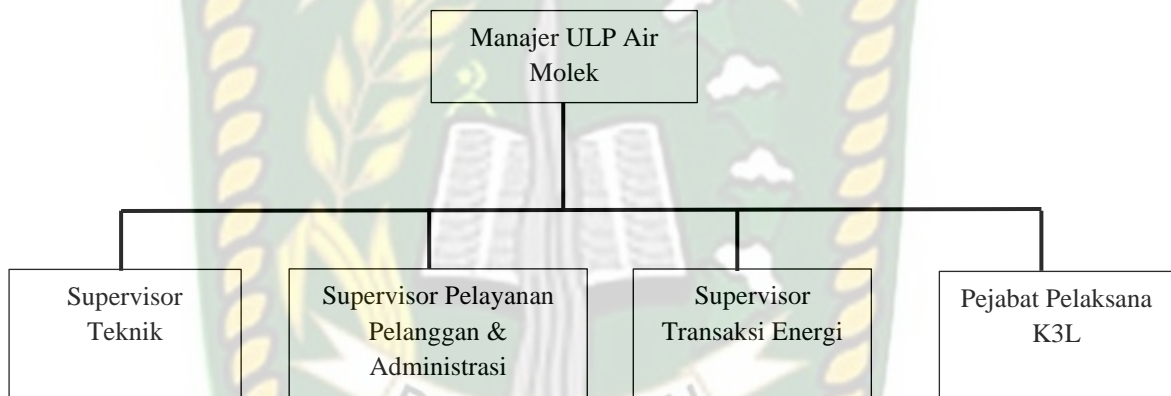 Manajer ULP Air
Molek
Supervisor
Teknik
Supervisor Pelayanan
Pelanggan &
Administrasi
Supervisor
Transaksi Energi
Pejabat Pelaksana
K3L